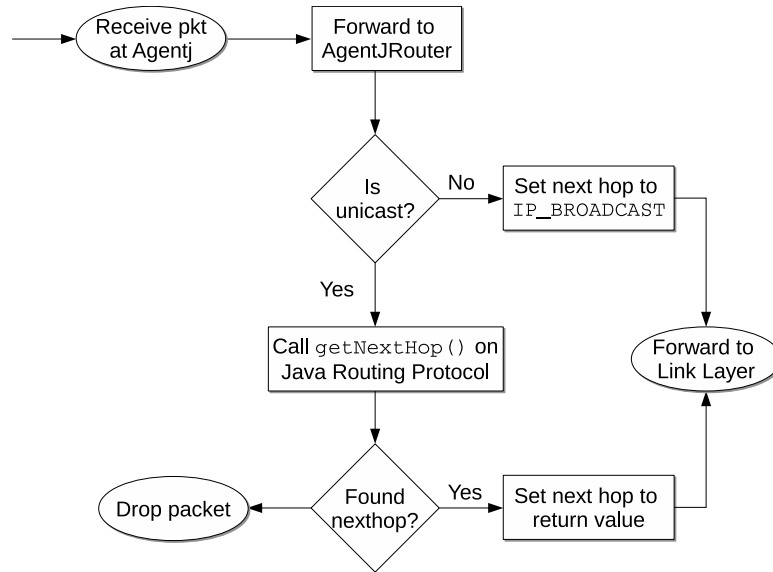 Receive pkt
at Agentj
Forward to
AgentJRouter
Is
unicast?
No
Set next hop to
IP_BROADCAST
Yes
Call getNextHop() on
Java Routing Protocol
Forward to
Link Layer
Drop packet
Found
nexthop?
Yes
Set next hop to
return value